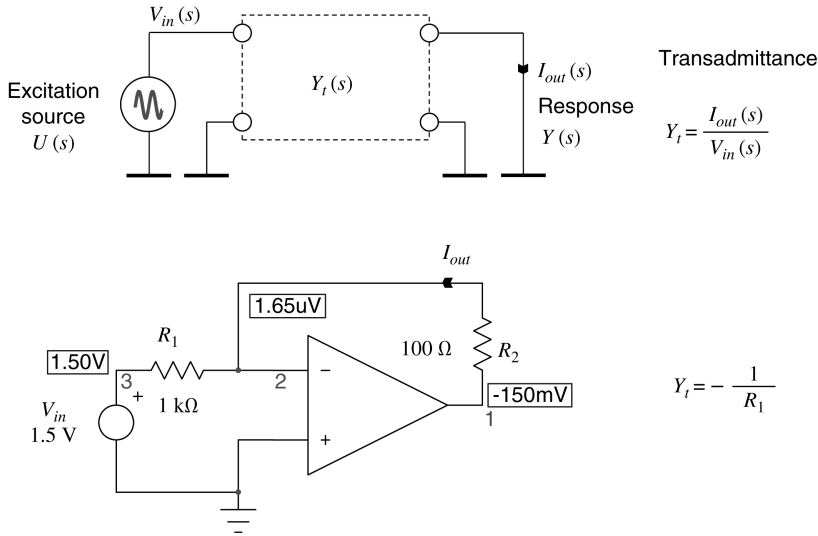 V_in (s)
Excitation
source
U (s)
Y_t (s)
I_out (s)
Response
Y (s)
Transadmittance
Y_t = I_out (s) / V_in (s)
I_out
1.65uV
R_1
100 Ω
R_2
1.50V
3
+
1 kΩ
2
−
V_in
1.5 V
+
-150mV
1
Y_t = − 1 / R_1